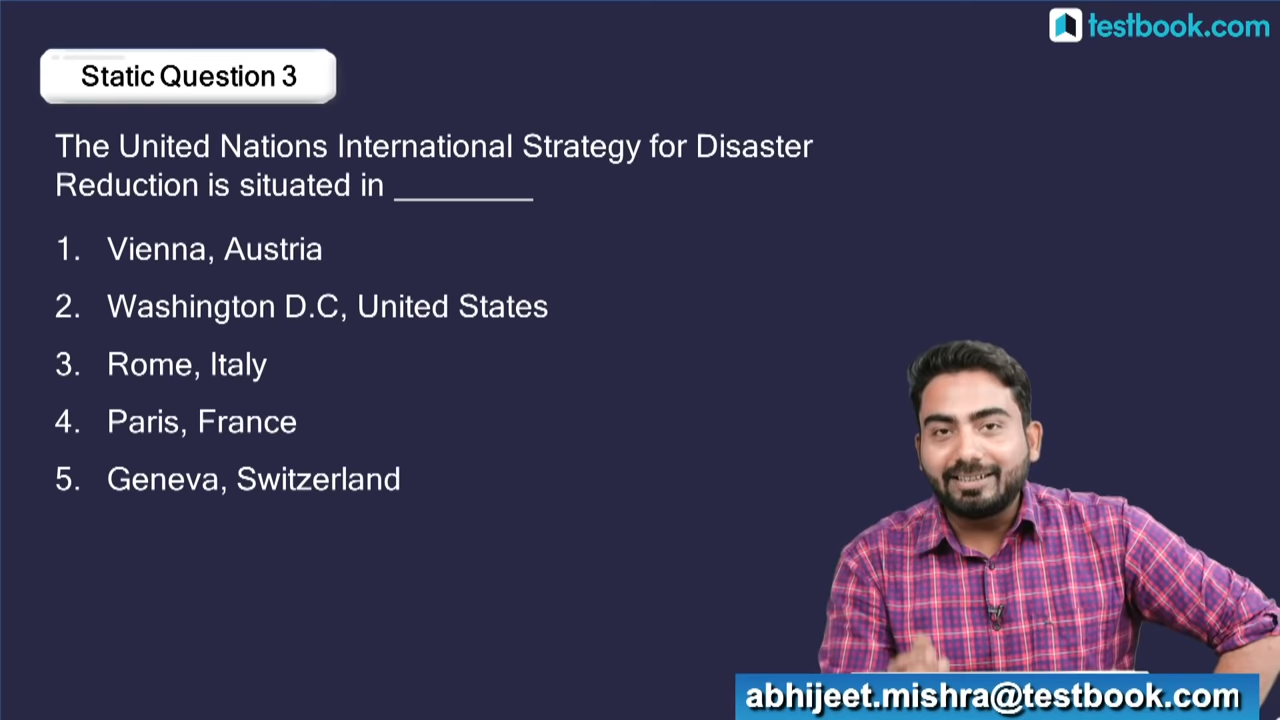 testbook.com
Static Question 3
The United Nations International Strategy for Disaster
Reduction is situated in _________
1. Vienna, Austria
2. Washington D.C, United States
3. Rome, Italy
4. Paris, France
5. Geneva, Switzerland
abhijeet.mishra@testbook.com